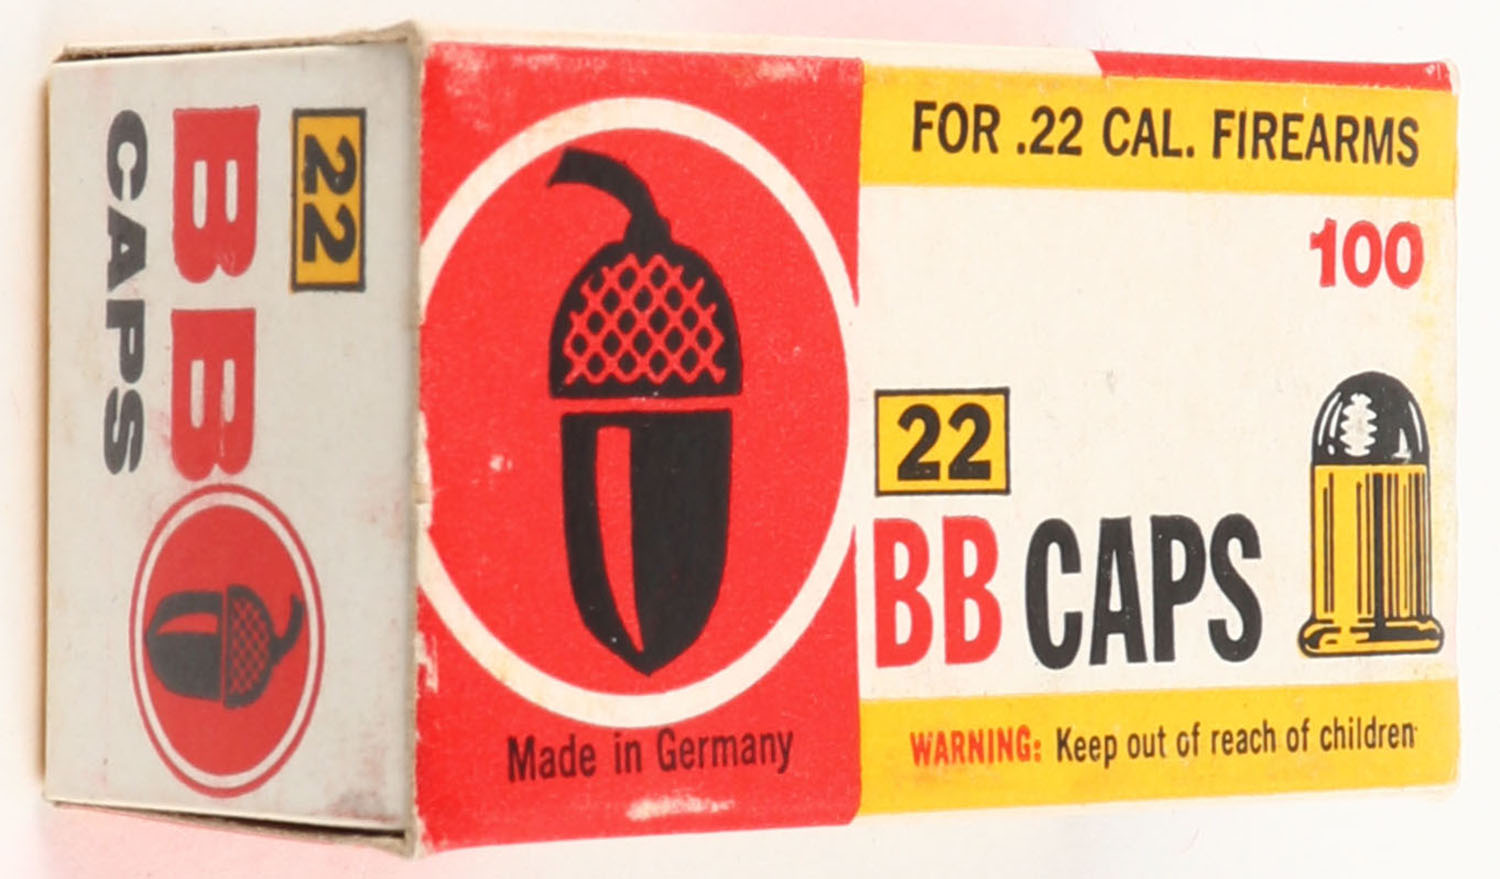 22
BB
CAPS
Made in Germany
FOR .22 CAL. FIREARMS
100
22
BB CAPS
WARNING: Keep out of reach of children